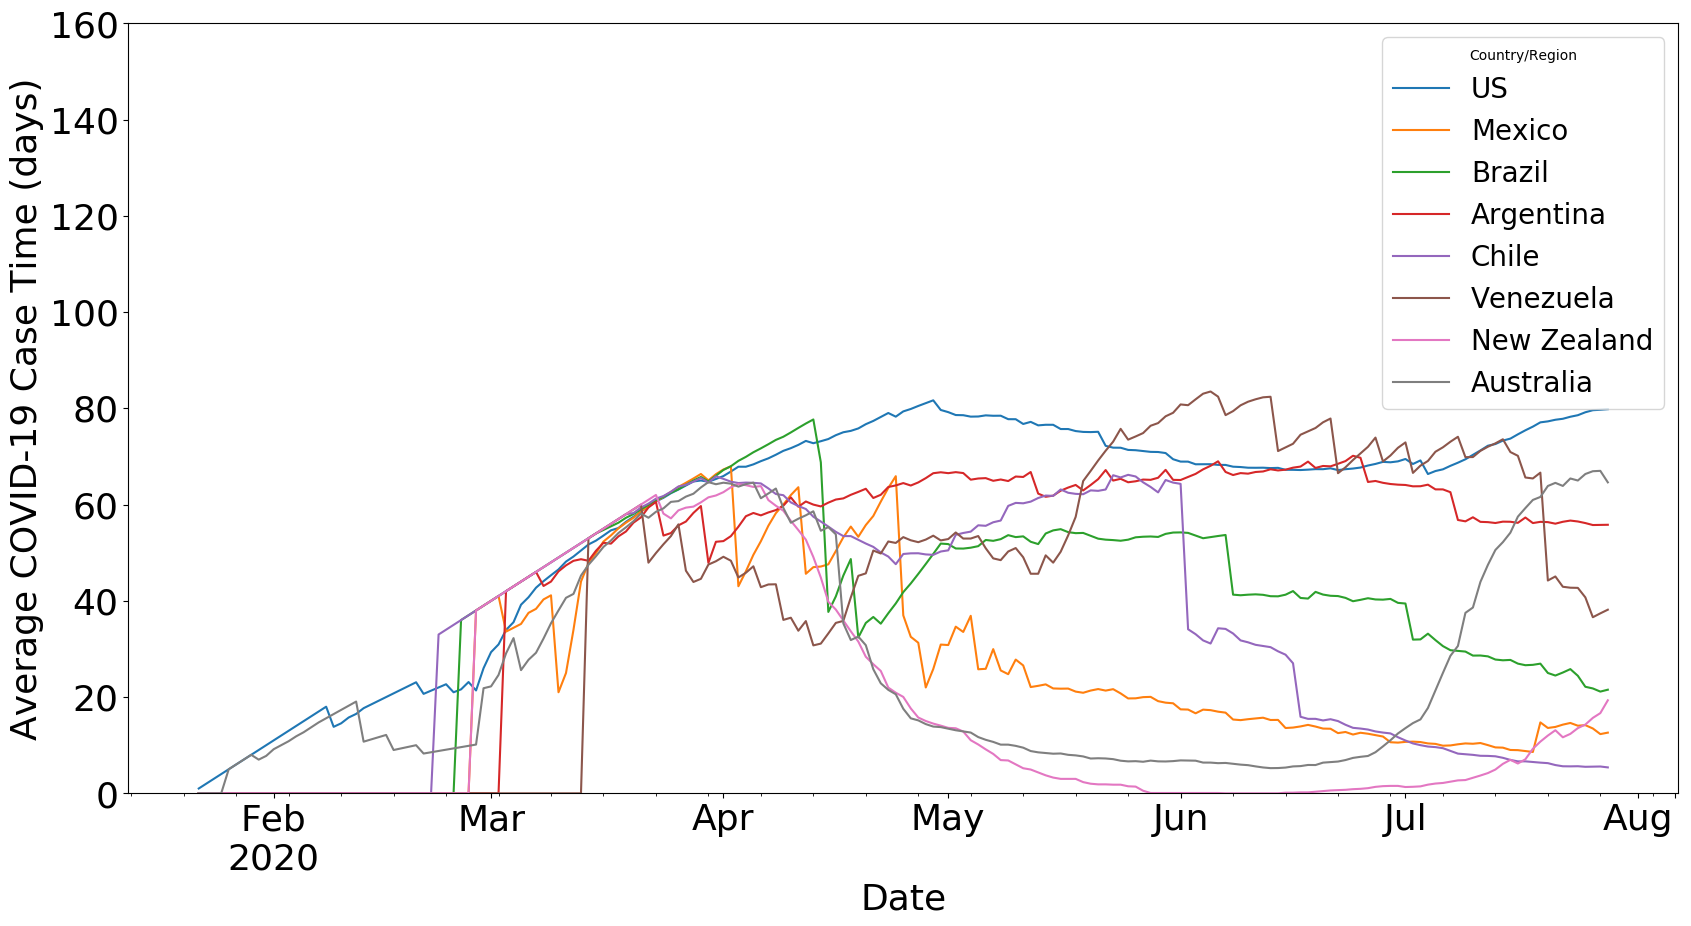 Average COVID-19 Case Time (days)
160
140
120
100
80
60
40
20
0
Country/Region
US
Mexico
Brazil
Argentina
Chile
Venezuela
New Zealand
Australia
Feb Mar Apr May Jun Jul Aug
2020
Date